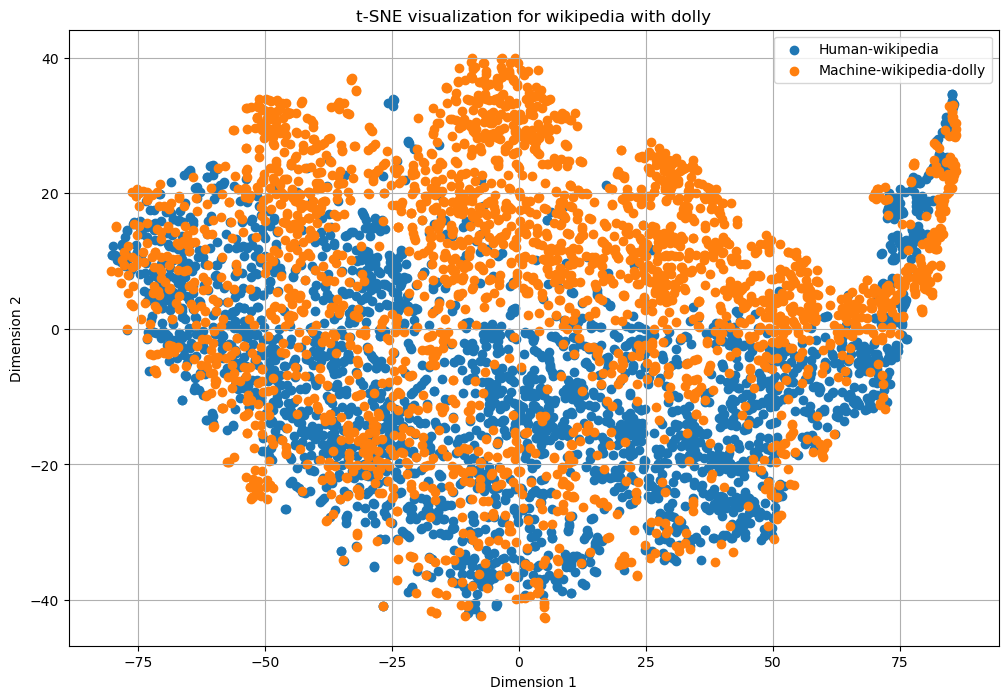 t-SNE visualization for wikipedia with dolly
Human-wikipedia
Machine-wikipedia-dolly
40
20
0
−20
−40
Dimension 2
−75
−50
−25
0
25
50
75
Dimension 1